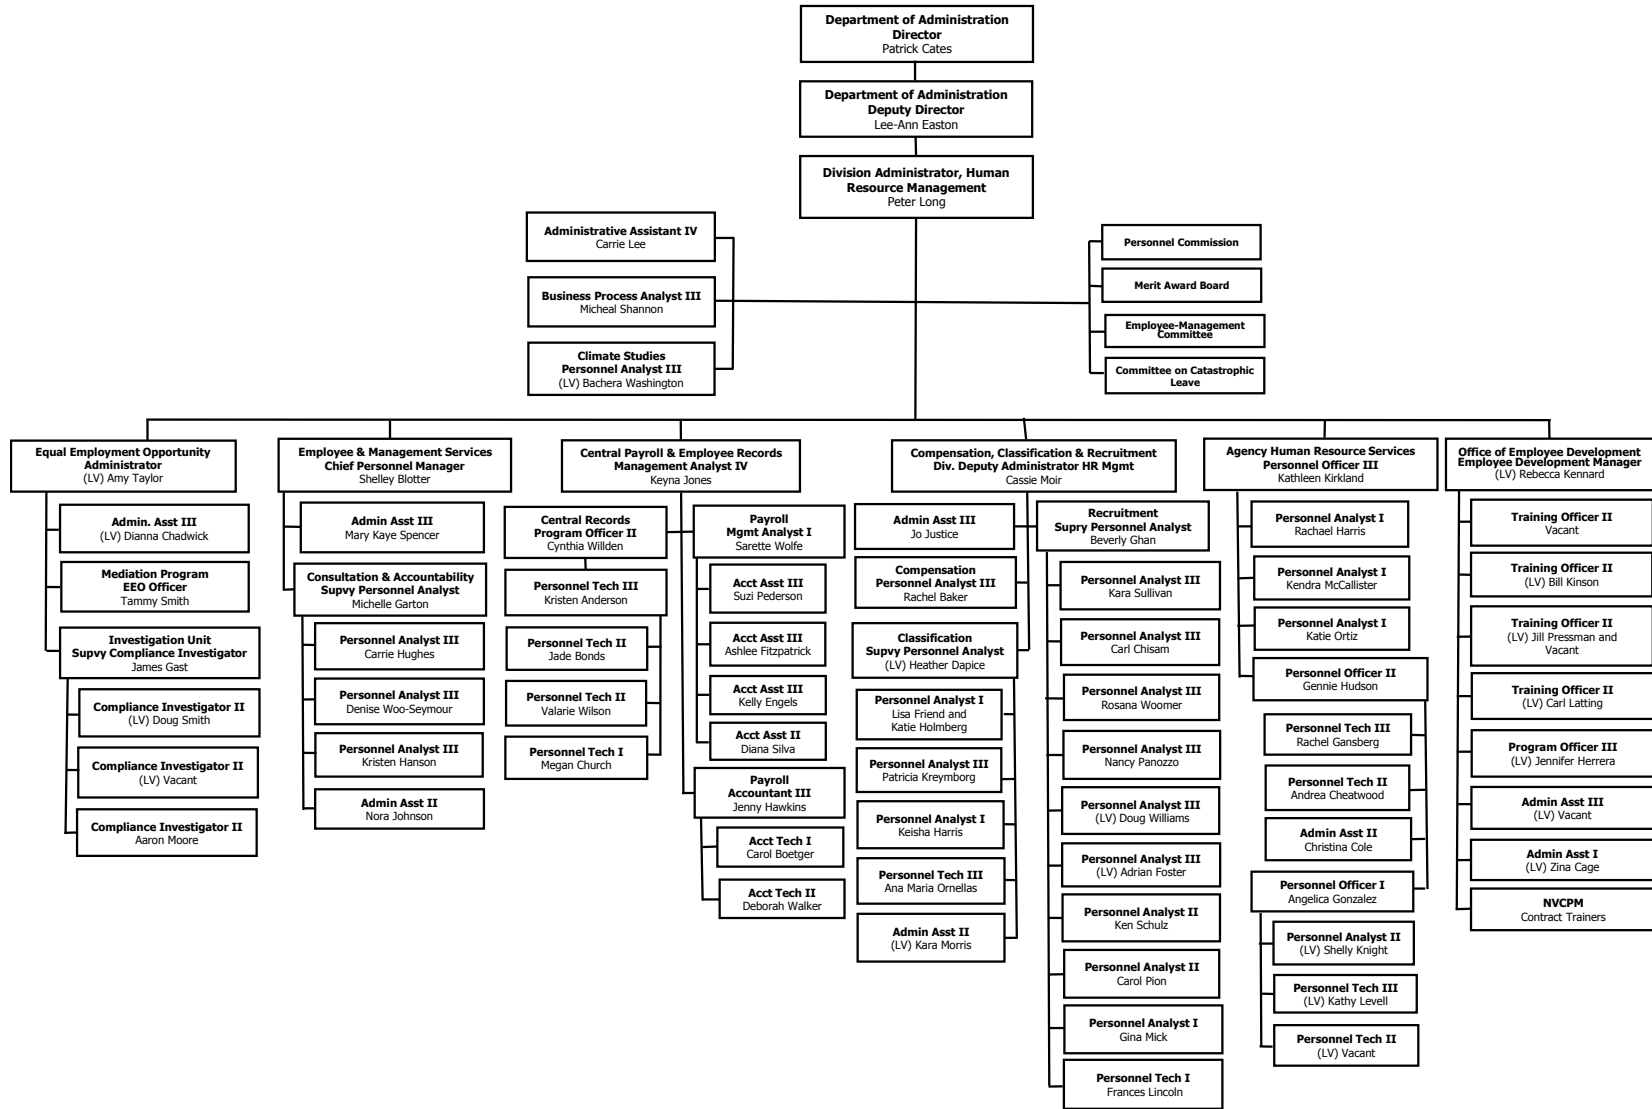 Department of Administration
Director
Patrick Cates
Department of Administration
Deputy Director
Lee-Ann Easton
Division Administrator, Human
Resource Management
Peter Long
Administrative Assistant IV
Carrie Lee
Business Process Analyst III
Micheal Shannon
Climate Studies
Personnel Analyst III
(LV) Bachera Washington
Personnel Commission
Merit Award Board
Employee-Management
Committee
Committee on Catastrophic
Leave
Equal Employment Opportunity
Administrator
(LV) Amy Taylor
Admin. Asst III
(LV) Dianna Chadwick
Mediation Program
EEO Officer
Tammy Smith
Investigation Unit
Supvy Compliance Investigator
James Gast
Compliance Investigator II
(LV) Doug Smith
Compliance Investigator II
(LV) Vacant
Compliance Investigator II
Aaron Moore
Employee & Management Services
Chief Personnel Manager
Shelley Blotter
Admin Asst III
Mary Kaye Spencer
Consultation & Accountability
Supvy Personnel Analyst
Michelle Garton
Personnel Analyst III
Carrie Hughes
Personnel Analyst III
Denise Woo-Seymour
Personnel Analyst III
Kristen Hanson
Admin Asst II
Nora Johnson
Central Payroll & Employee Records
Management Analyst IV
Keyna Jones
Central Records
Program Officer II
Cynthia Willden
Personnel Tech III
Kristen Anderson
Personnel Tech II
Jade Bonds
Personnel Tech II
Valarie Wilson
Personnel Tech I
Megan Church
Payroll
Mgmt Analyst I
Sarette Wolfe
Acct Asst III
Suzi Pederson
Acct Asst III
Ashlee Fitzpatrick
Acct Asst III
Kelly Engels
Acct Asst II
Diana Silva
Payroll
Accountant III
Jenny Hawkins
Acct Tech I
Carol Boetger
Acct Tech II
Deborah Walker
Compensation, Classification & Recruitment
Div. Deputy Administrator HR Mgmt
Cassie Moir
Admin Asst III
Jo Justice
Compensation
Personnel Analyst III
Rachel Baker
Classification
Supvy Personnel Analyst
(LV) Heather Dapice
Personnel Analyst I
Lisa Friend and
Katie Holmberg
Personnel Analyst III
Patricia Kreymborg
Personnel Analyst I
Keisha Harris
Personnel Tech III
Ana Maria Ornellas
Admin Asst II
(LV) Kara Morris
Recruitment
Supry Personnel Analyst
Beverly Ghan
Personnel Analyst III
Kara Sullivan
Personnel Analyst III
Carl Chisam
Personnel Analyst III
Rosana Woomer
Personnel Analyst III
Nancy Panozzo
Personnel Analyst III
(LV) Doug Williams
Personnel Analyst III
(LV) Adrian Foster
Personnel Analyst II
Ken Schulz
Personnel Analyst II
Carol Pion
Personnel Analyst I
Gina Mick
Personnel Tech I
Frances Lincoln
Agency Human Resource Services
Personnel Officer III
Kathleen Kirkland
Personnel Analyst I
Rachael Harris
Personnel Analyst I
Kendra McCallister
Personnel Analyst I
Katie Ortiz
Personnel Officer II
Gennie Hudson
Personnel Tech III
Rachel Gansberg
Personnel Tech II
Andrea Cheatwood
Admin Asst II
Christina Cole
Personnel Officer I
Angelica Gonzalez
Personnel Analyst II
(LV) Shelly Knight
Personnel Tech III
(LV) Kathy Levell
Personnel Tech II
(LV) Vacant
Office of Employee Development
Employee Development Manager
(LV) Rebecca Kennard
Training Officer II
Vacant
Training Officer II
(LV) Bill Kinson
Training Officer II
(LV) Jill Pressman and
Vacant
Training Officer II
(LV) Carl Latting
Program Officer III
(LV) Jennifer Herrera
Admin Asst III
(LV) Vacant
Admin Asst I
(LV) Zina Cage
NVCPM
Contract Trainers